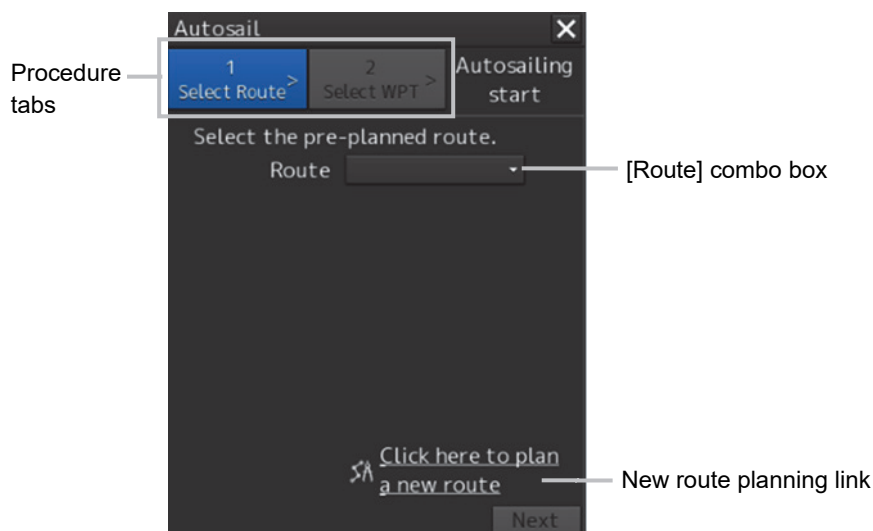 Autosail
Procedure
tabs
1
Select Route >
2
Select WPT >
Autosailing
start
Select the pre-planned route.
Route
[Route] combo box
Click here to plan
a new route
New route planning link
Next